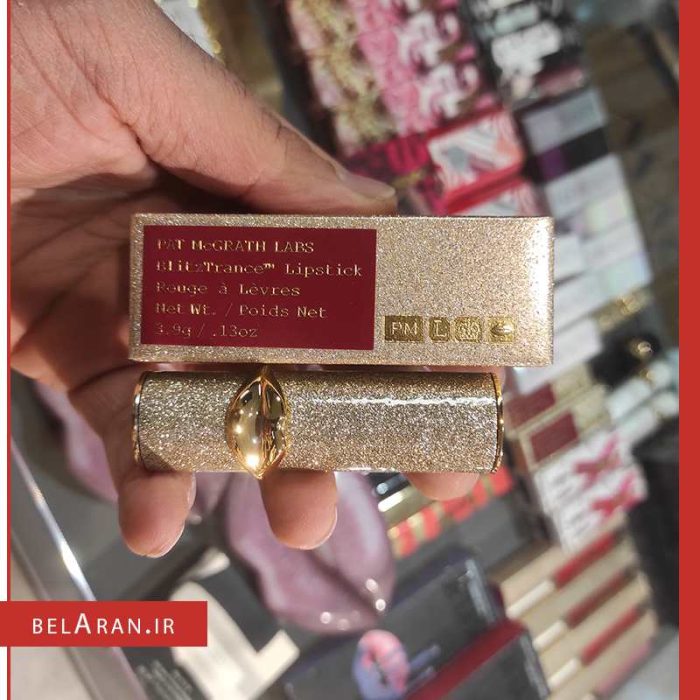 PAT McGRATH LABS
BlitzTrance™ Lipstick
Rouge à Lèvres
Net Wt. / Poids Net
3.9g / .13oz
PM L
BELARAN.IR